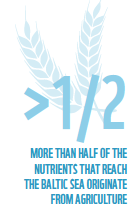 >1/2
MORE THAN HALF OF THE
NUTRIENTS THAT REACH
THE BALTIC SEA ORIGINATE
FROM AGRICULTURE